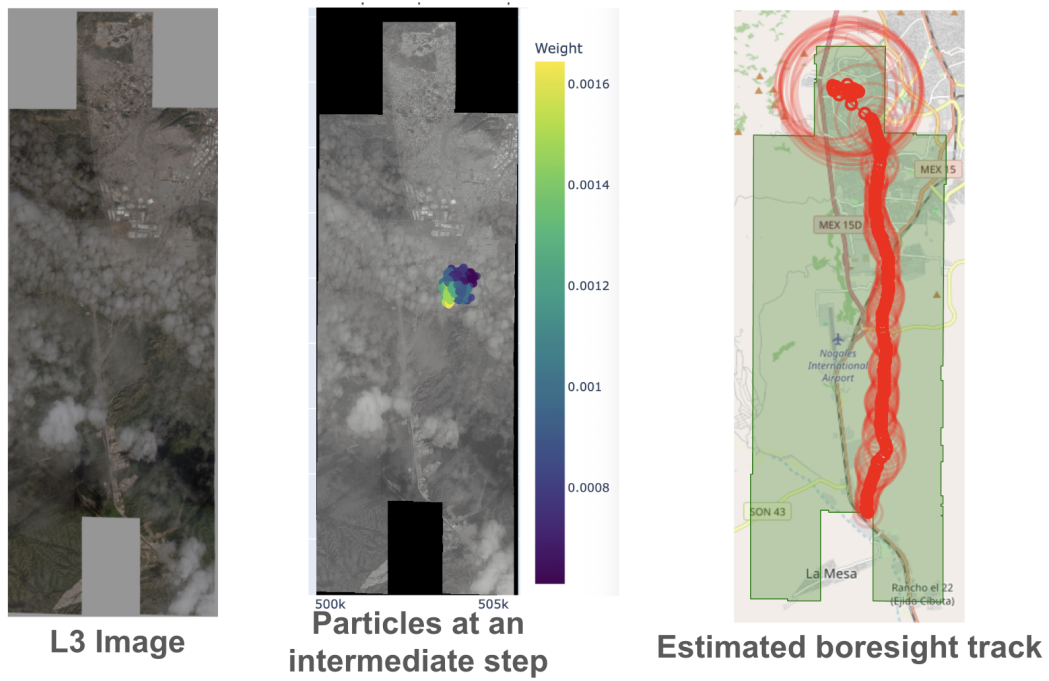 Weight
0.0016
0.0014
0.0012
0.001
0.0008
500k
505k
MEX 15
MEX 15D
Nogales
International
Airport
SON 43
La Mesa
Rancho el 22
(Ejido Cibuta)
L3 Image
Particles at an
intermediate step
Estimated boresight track